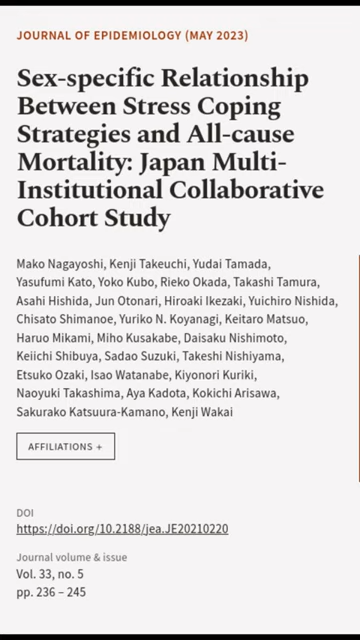 JOURNAL OF EPIDEMIOLOGY (MAY 2023)
Sex-specific Relationship
Between Stress Coping
Strategies and All-cause
Mortality: Japan Multi-
Institutional Collaborative
Cohort Study
Mako Nagayoshi, Kenji Takeuchi, Yudai Tamada,
Yasufumi Kato, Yoko Kubo, Rieko Okada, Takashi Tamura,
Asahi Hishida, Jun Otonari, Hiroaki Ikezaki, Yuichiro Nishida,
Chisato Shimanoe, Yuriko N. Koyanagi, Keitaro Matsuo,
Haruo Mikami, Miho Kusakabe, Daisaku Nishimoto,
Keiichi Shibuya, Sadao Suzuki, Takeshi Nishiyama,
Etsuko Ozaki, Isao Watanabe, Kiyonori Kuriki,
Naoyuki Takashima, Aya Kadota, Kokichi Arisawa,
Sakurako Katsuura-Kamano, Kenji Wakai
AFFILIATIONS +
DOI
https://doi.org/10.2188/jea.JE20210220
Journal volume & issue
Vol. 33, no. 5
pp. 236 – 245